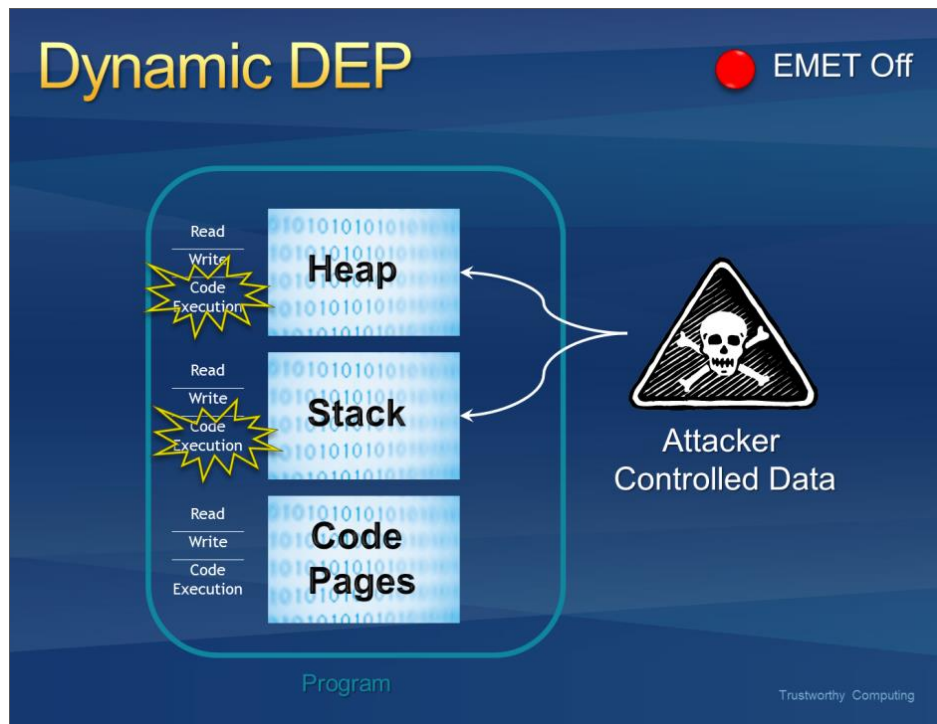 Dynamic DEP
EMET Off
Read
Write
Code
Execution
Heap
Read
Write
Code
Execution
Stack
Read
Write
Code
Execution
Code
Pages
Attacker
Controlled Data
Program
Trustworthy Computing